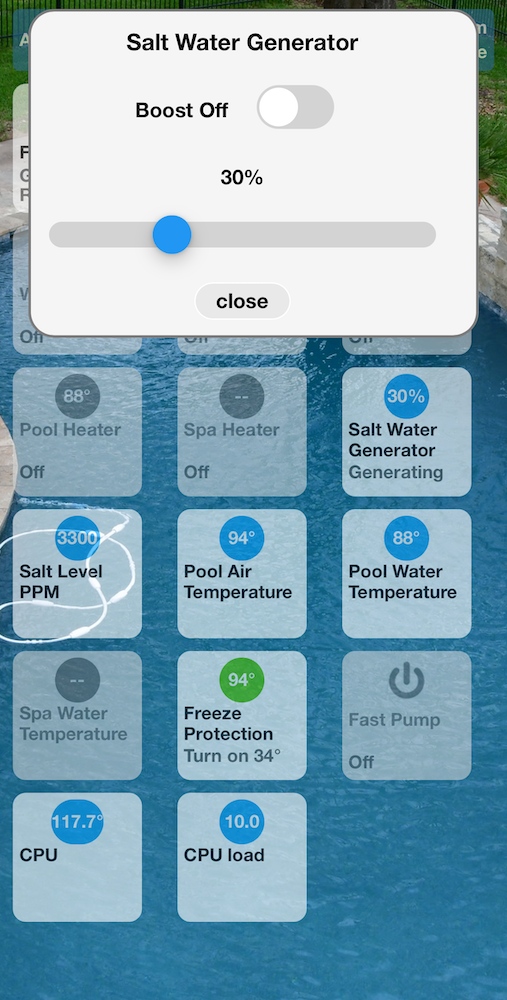 Salt Water Generator
Boost Off
30%
close
Off
Off
Off
88°
Pool Heater
Off
--
Spa Heater
Off
30%
Salt Water
Generator
Generating
3300
Salt Level
PPM
94°
Pool Air
Temperature
88°
Pool Water
Temperature
--
Spa Water
Temperature
94°
Freeze
Protection
Turn on 34°
Fast Pump
Off
117.7°
CPU
10.0
CPU load